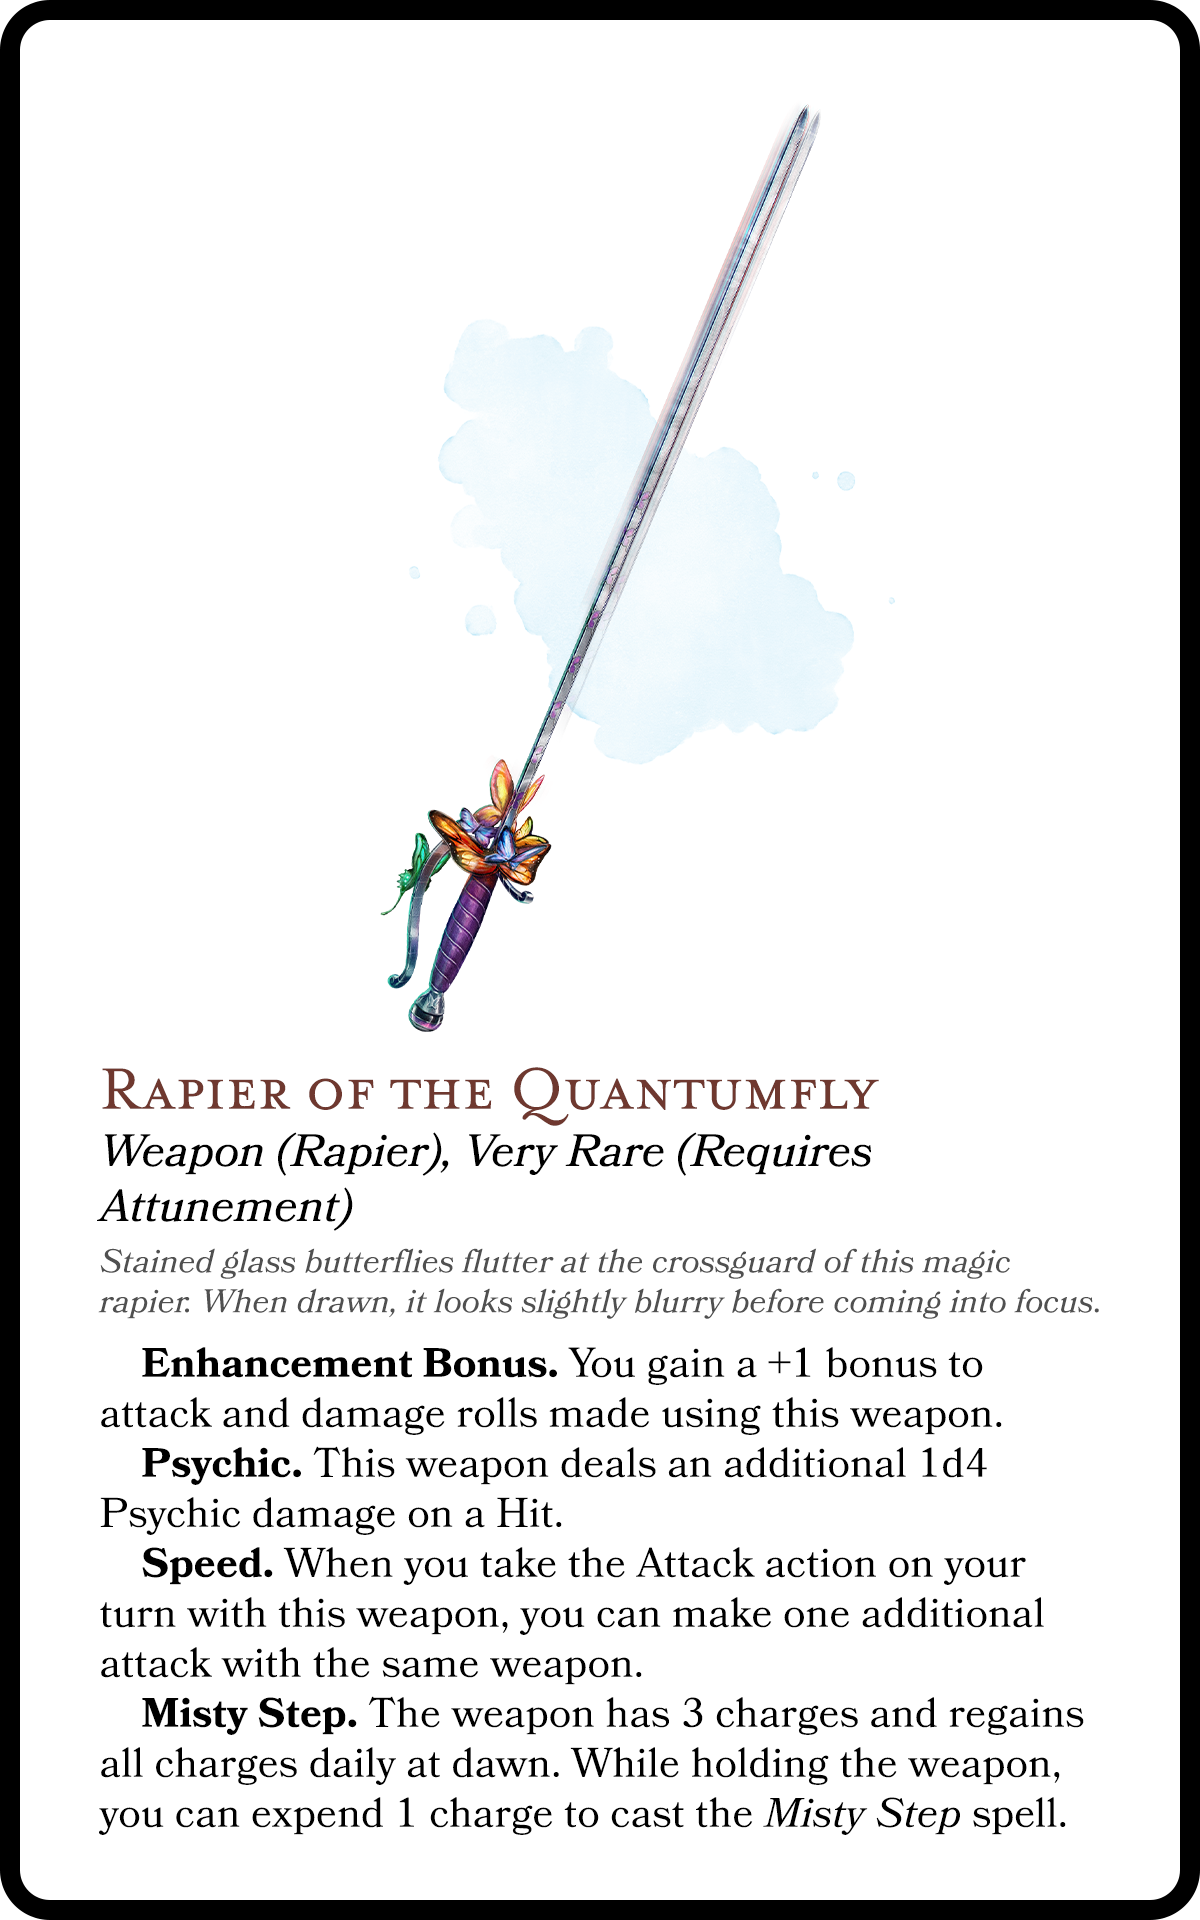 Rapier of the Quantumfly
Weapon (Rapier), Very Rare (Requires
Attunement)
Stained glass butterflies flutter at the crossguard of this magic
rapier. When drawn, it looks slightly blurry before coming into focus.
Enhancement Bonus. You gain a +1 bonus to
attack and damage rolls made using this weapon.
Psychic. This weapon deals an additional 1d4
Psychic damage on a Hit.
Speed. When you take the Attack action on your
turn with this weapon, you can make one additional
attack with the same weapon.
Misty Step. The weapon has 3 charges and regains
all charges daily at dawn. While holding the weapon,
you can expend 1 charge to cast the Misty Step spell.